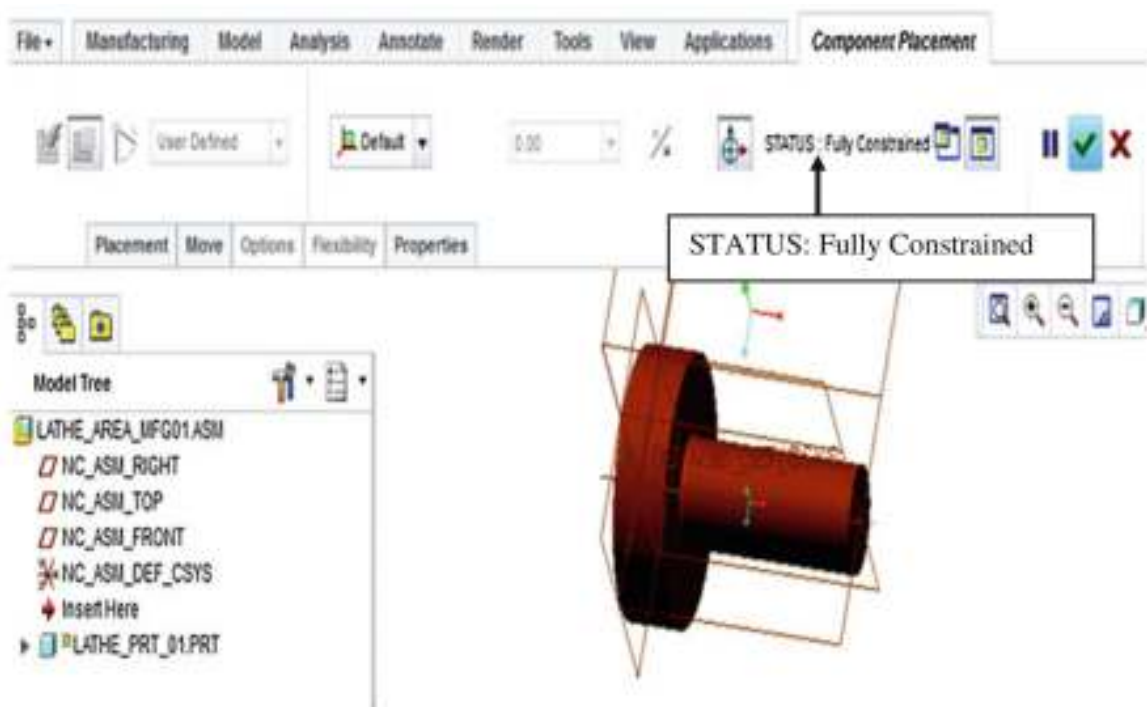 File Manufacturing Model Analysis Annotate Render Tools View Applications Component Placement
User Defined Default 0.00 STATUS : Fully Constrained
STATUS: Fully Constrained
Placement Move Options Flexibility Properties
Model Tree
LATHE_AREA_MFG01.ASM
NC_ASM_RIGHT
NC_ASM_TOP
NC_ASM_FRONT
NC_ASM_DEF_CSYS
Insert Here
LATHE_PRT_01.PRT